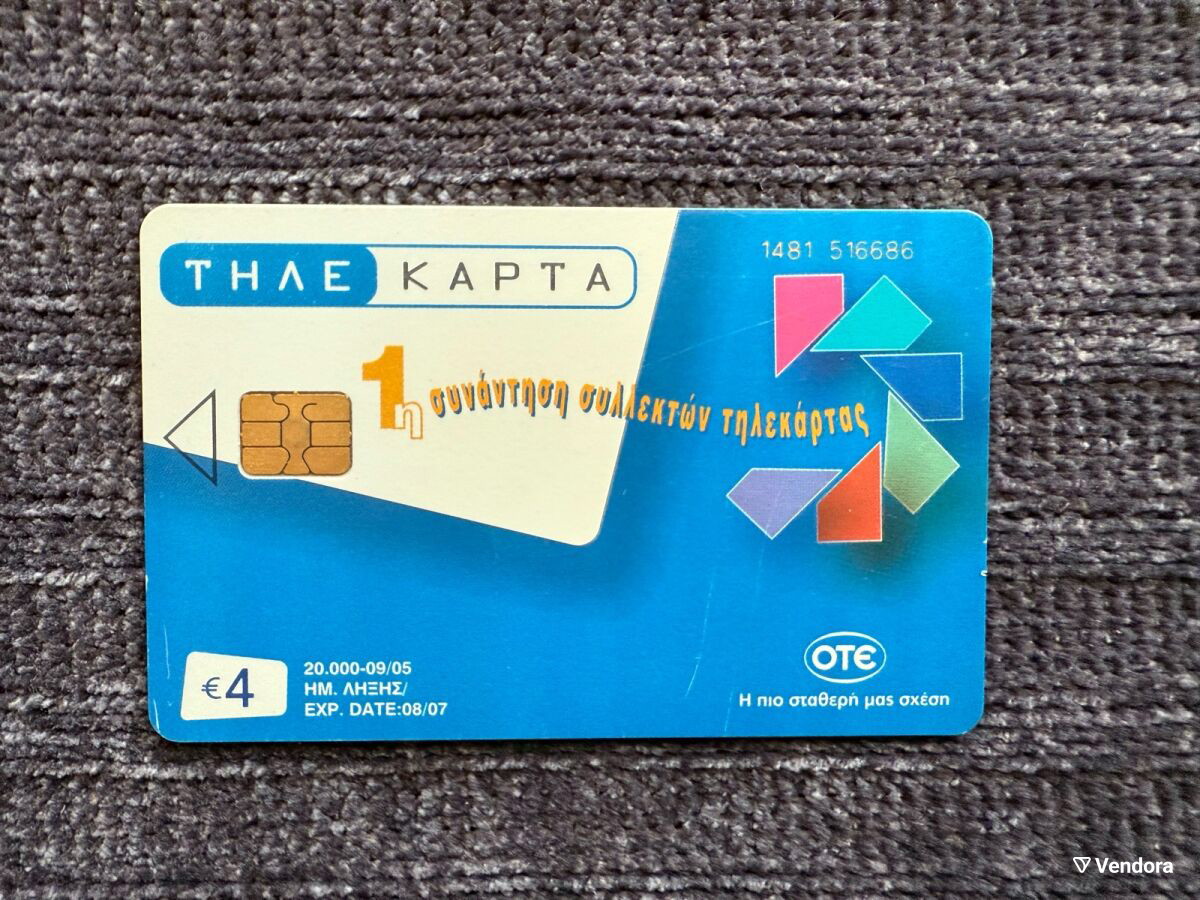 ΤΗΛΕ ΚΑΡΤΑ
1481 516686
1η συνάντηση συλλεκτών τηλεκάρτας
€4
20.000-09/05
ΗΜ. ΛΗΞΗΣ/
EXP. DATE:08/07
ΟΤΕ
Η πιο σταθερή μας σχέση
Vendora